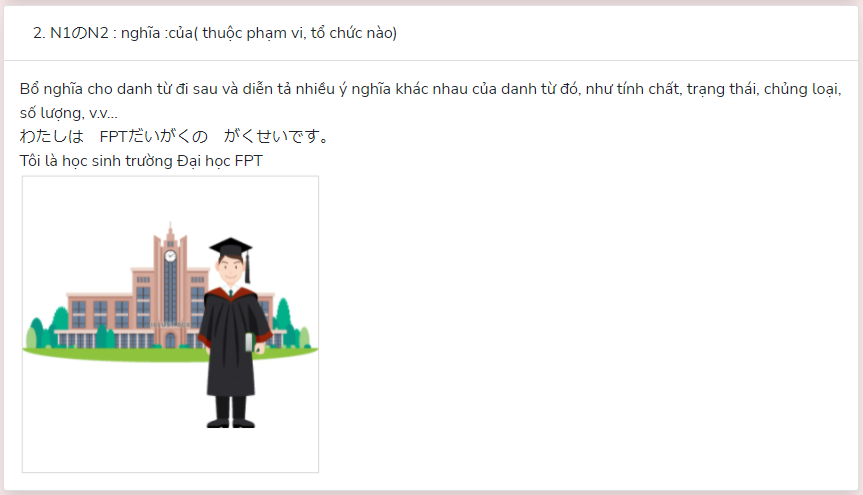 2. N1のN2 : nghĩa :của( thuộc phạm vi, tổ chức nào)
Bổ nghĩa cho danh từ đi sau và diễn tả nhiều ý nghĩa khác nhau của danh từ đó, như tính chất, trạng thái, chủng loại,
số lượng, v.v...
わたしは　FPTだいがくの　がくせいです。
Tôi là học sinh trường Đại học FPT